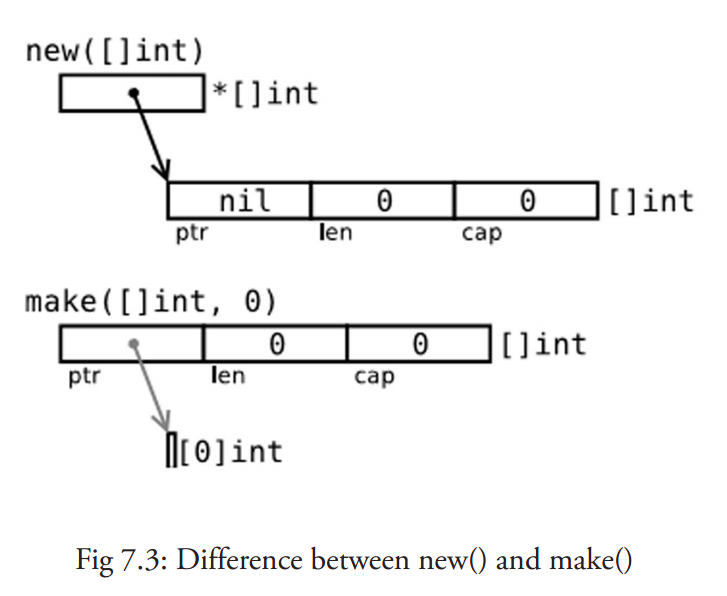 new([]int)
*[]int
nil 0 0 []int
ptr len cap
make([]int, 0)
0 0 []int
ptr len cap
[0]int
Fig 7.3: Difference between new() and make()